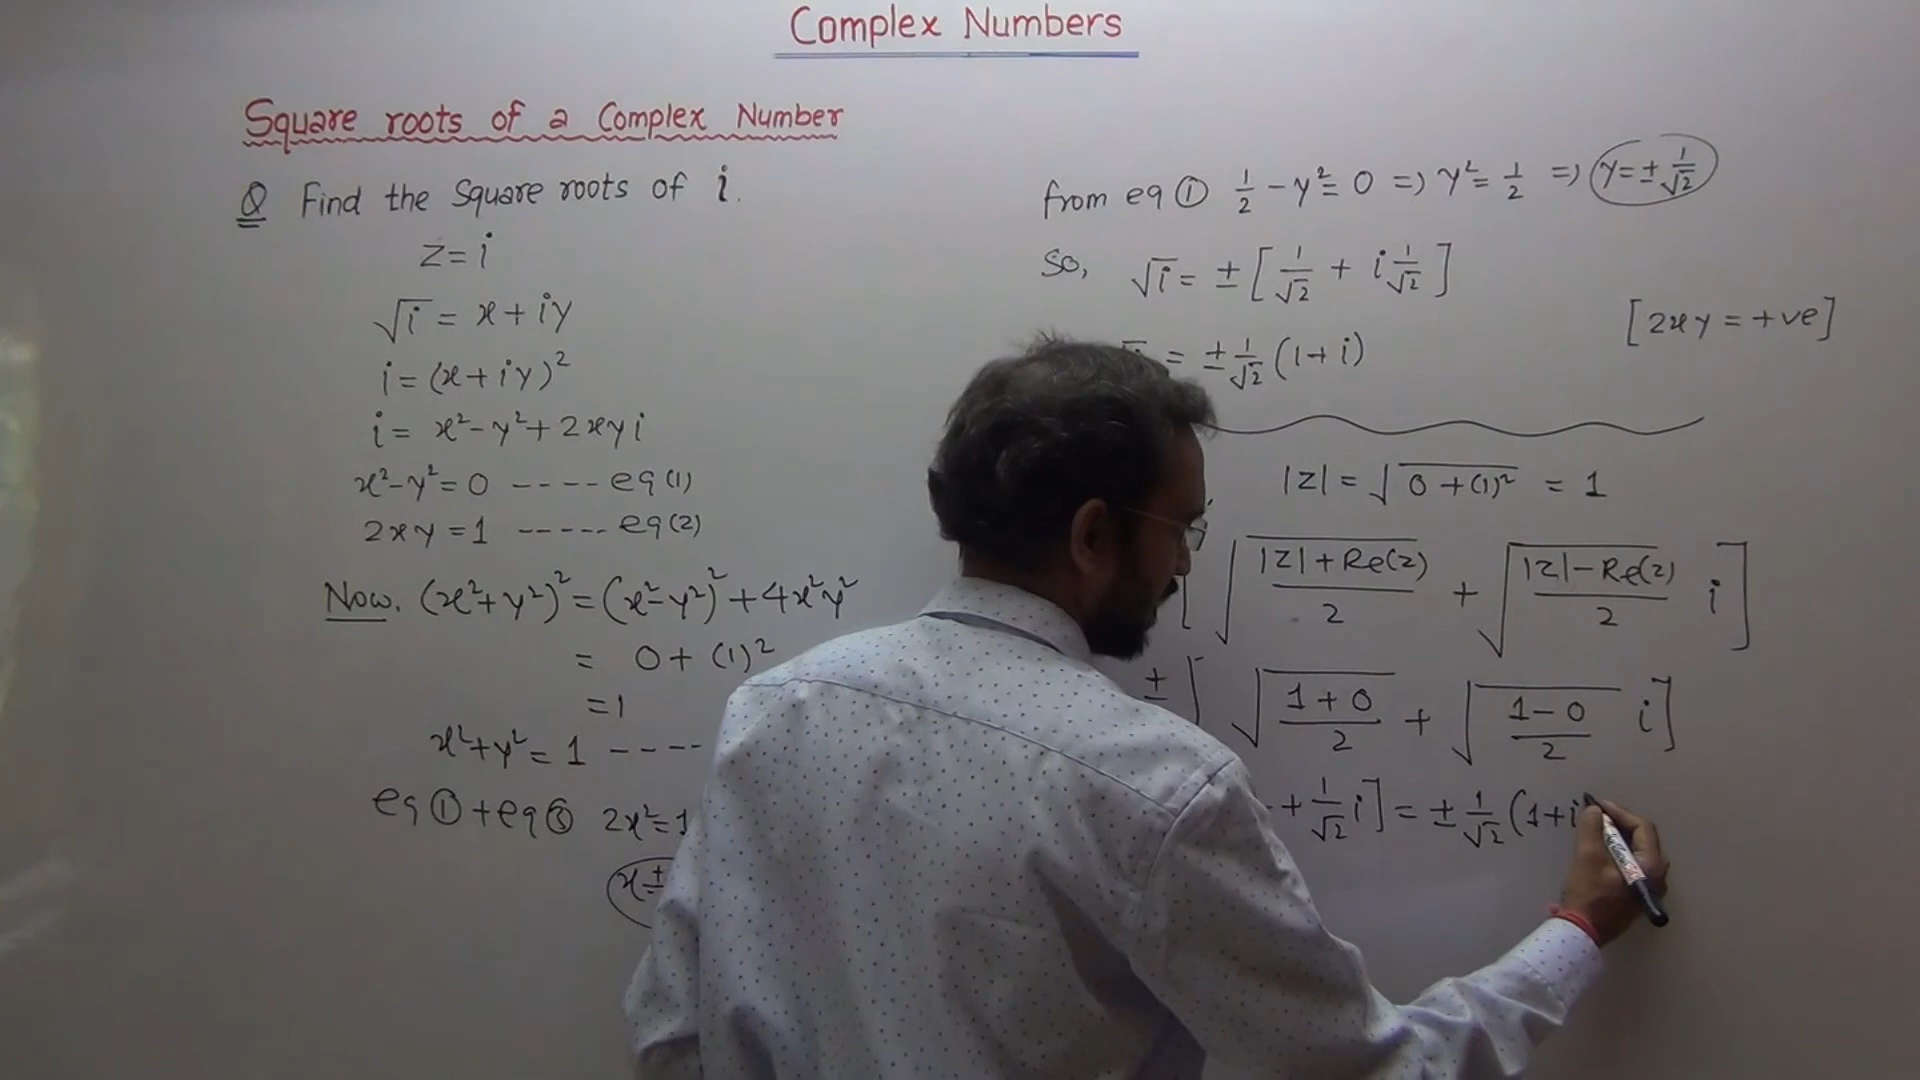 Complex Numbers
Square roots of a Complex Number
Q Find the Square roots of i.
z = i
√i = x + iy
i = (x + iy)²
i = x² - y² + 2xyi
x² - y² = 0 ---- eq (1)
2xy = 1 ----- eq (2)
Now. (x² + y²)² = (x² - y²)² + 4x²y²
= 0 + (1)²
= 1
x² + y² = 1 ----
eq ① + eq ③ 2x² = 1
x = ±
from eq ① 1/2 - y² = 0 => y² = 1/2 => y = ± 1/√2
So, √i = ± [ 1/√2 + i 1/√2 ]
[2xy = +ve]
= ± 1/√2 (1 + i)
|z| = √(0 + (1)²) = 1
[ √((|z| + Re(z))/2) + √((|z| - Re(z))/2) i ]
± [ √((1 + 0)/2) + √((1 - 0)/2) i ]
+ 1/√2 i ] = ± 1/√2 (1 + i